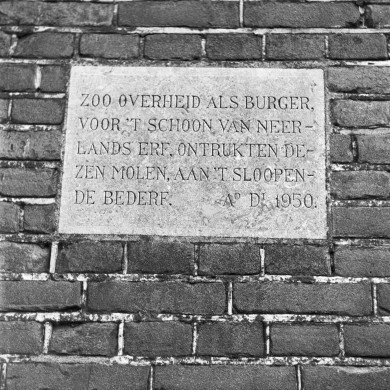 ZOO OVERHEID ALS BURGER,
VOOR 'T SCHOON VAN NEER-
LANDS ERF, ONTRUKTEN DE-
ZEN MOLEN, AAN 'T SLOOPEN-
DE BEDERF. Aº Dⁱ 1950.